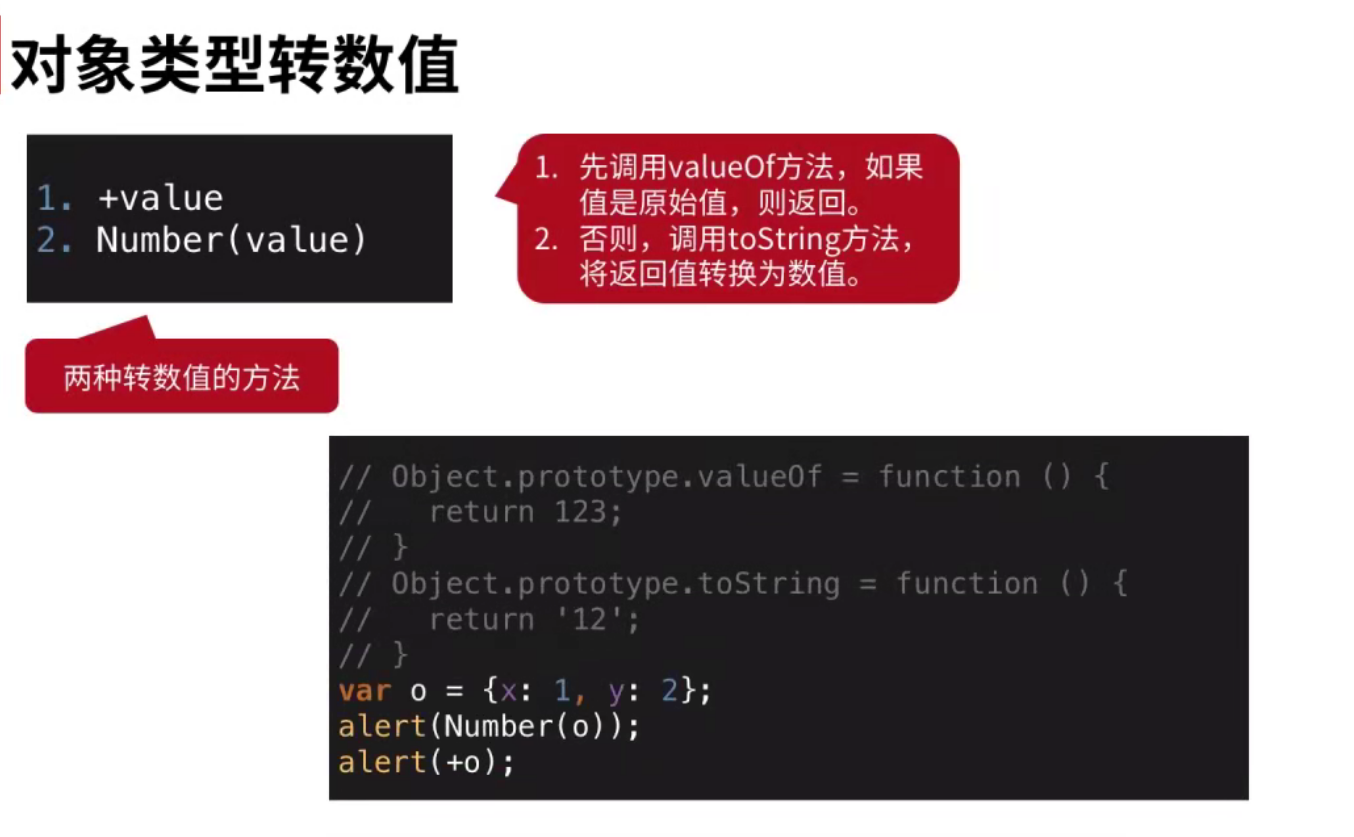 对象类型转数值
1. +value
2. Number(value)
1. 先调用valueOf方法，如果
值是原始值，则返回。
2. 否则，调用toString方法，
将返回值转换为数值。
两种转数值的方法
// Object.prototype.valueOf = function () {
//   return 123;
// }
// Object.prototype.toString = function () {
//   return '12';
// }
var o = {x: 1, y: 2};
alert(Number(o));
alert(+o);